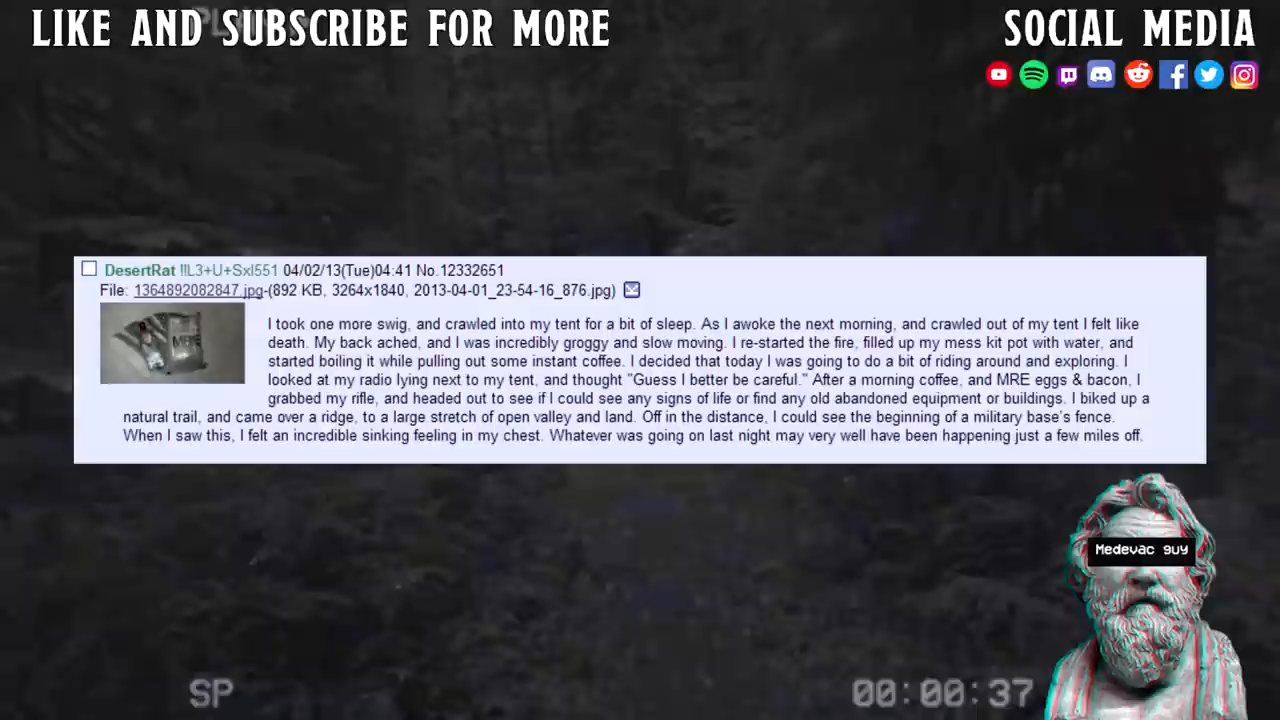 LIKE AND SUBSCRIBE FOR MORE
SOCIAL MEDIA
DesertRat !!L3+U+Sxl551 04/02/13(Tue)04:41 No.12332651
File: 1364892082847.jpg-(892 KB, 3264x1840, 2013-04-01_23-54-16_876.jpg)
MRE
I took one more swig, and crawled into my tent for a bit of sleep. As I awoke the next morning, and crawled out of my tent I felt like
death. My back ached, and I was incredibly groggy and slow moving. I re-started the fire, filled up my mess kit pot with water, and
started boiling it while pulling out some instant coffee. I decided that today I was going to do a bit of riding around and exploring. I
looked at my radio lying next to my tent, and thought "Guess I better be careful." After a morning coffee, and MRE eggs & bacon, I
grabbed my rifle, and headed out to see if I could see any signs of life or find any old abandoned equipment or buildings. I biked up a
natural trail, and came over a ridge, to a large stretch of open valley and land. Off in the distance, I could see the beginning of a military base's fence.
When I saw this, I felt an incredible sinking feeling in my chest. Whatever was going on last night may very well have been happening just a few miles off.
Medevac guy
SP
00:00:37